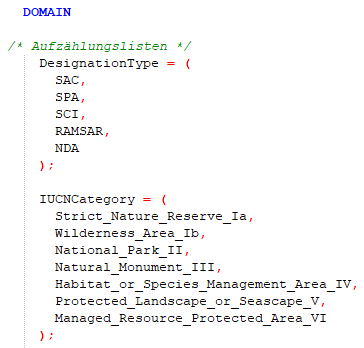 DOMAIN
/* Aufzählungslisten */
DesignationType = (
SAC,
SPA,
SCI,
RAMSAR,
NDA
);
IUCNCategory = (
Strict_Nature_Reserve_Ia,
Wilderness_Area_Ib,
National_Park_II,
Natural_Monument_III,
Habitat_or_Species_Management_Area_IV,
Protected_Landscape_or_Seascape_V,
Managed_Resource_Protected_Area_VI
);